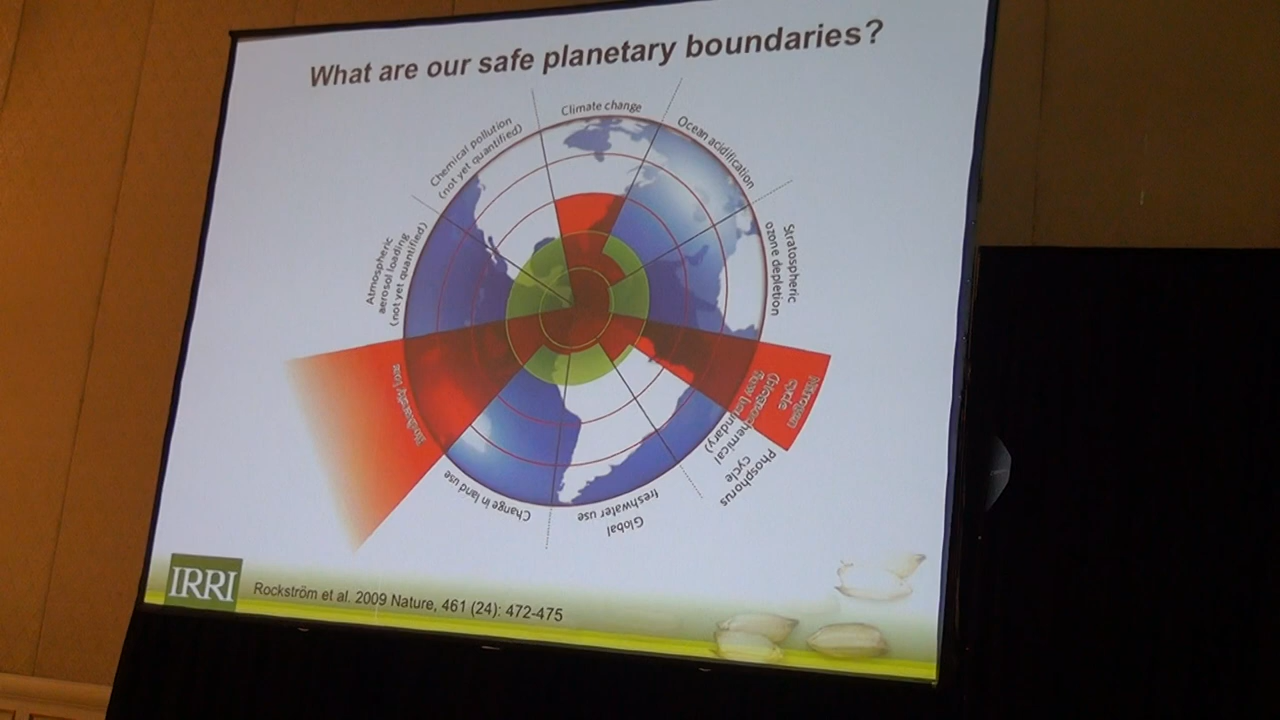 What are our safe planetary boundaries?
Climate change
Ocean acidification
Stratospheric
ozone depletion
Nitrogen
cycle
(biogeochemical
flow boundary)
Phosphorus
cycle
Global
freshwater use
Change in land use
Biodiversity loss
Atmospheric
aerosol loading
(not yet quantified)
Chemical pollution
(not yet quantified)
IRRI
Rockström et al. 2009 Nature, 461 (24): 472-475